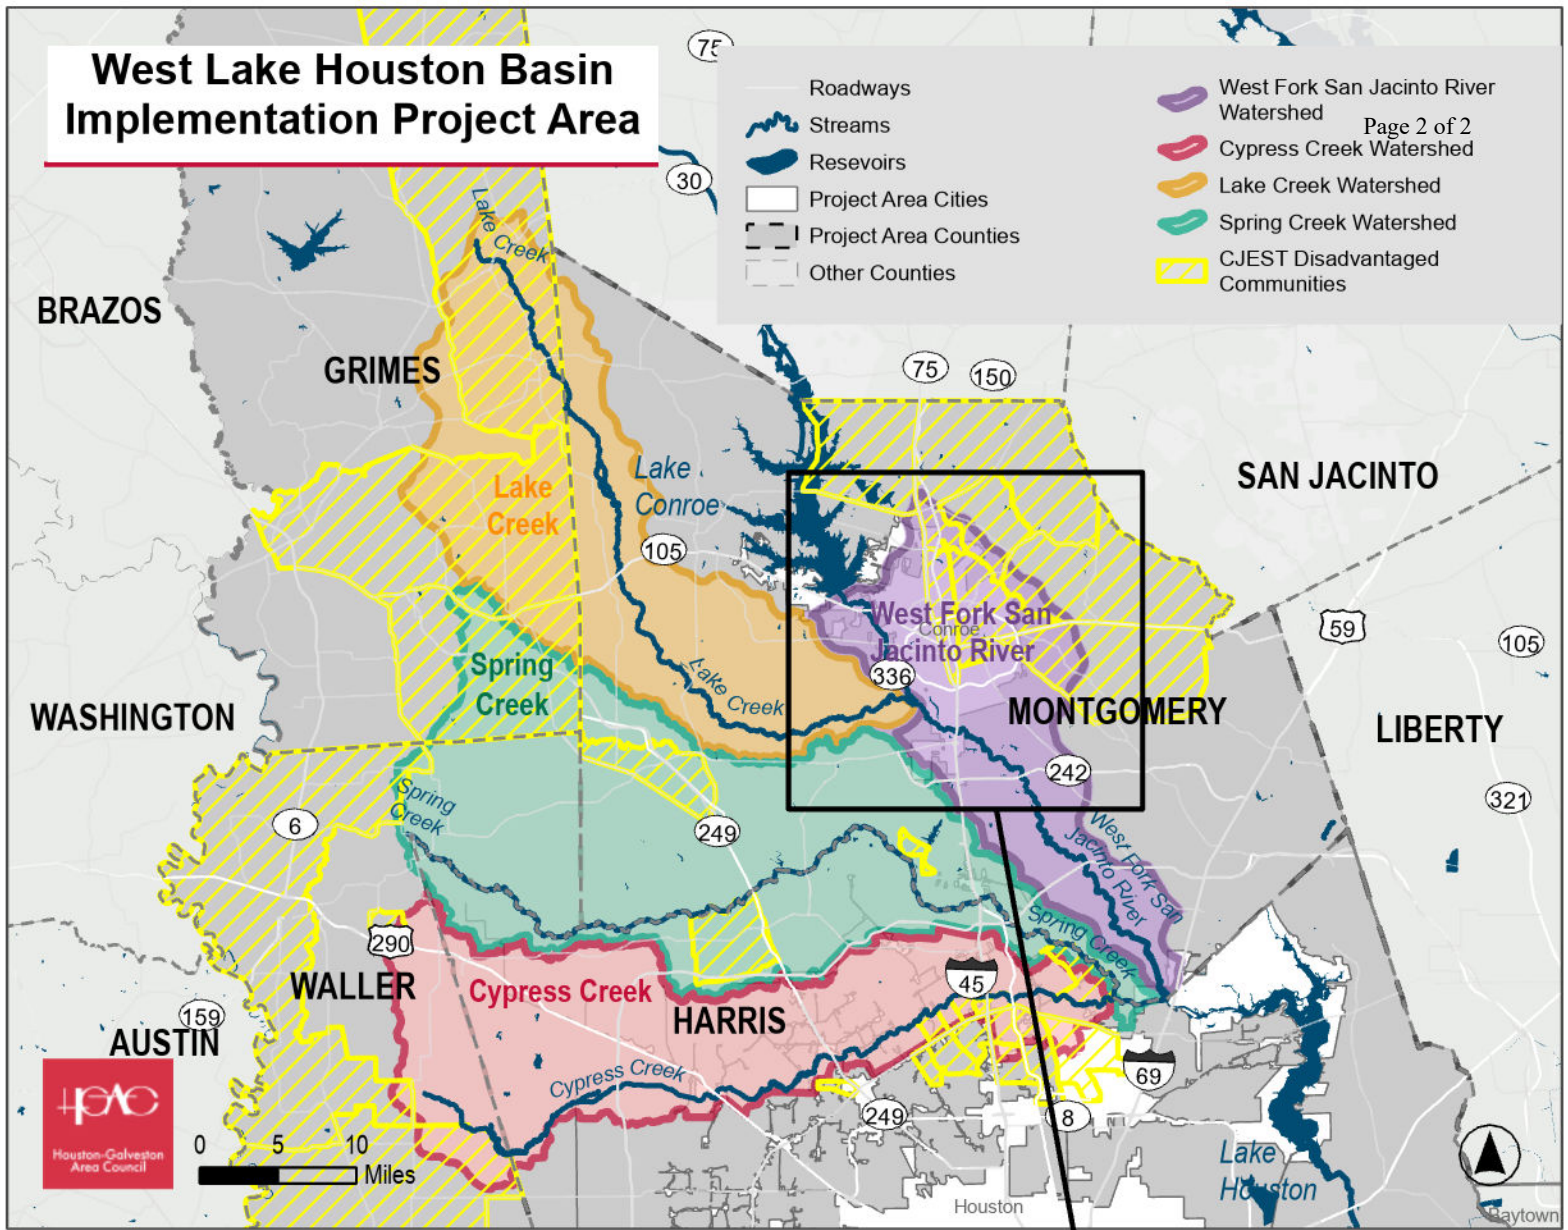 West Lake Houston Basin
Implementation Project Area
75
30
Roadways
Streams
Resevoirs
Project Area Cities
Project Area Counties
Other Counties
West Fork San Jacinto River
Watershed
Page 2 of 2
Cypress Creek Watershed
Lake Creek Watershed
Spring Creek Watershed
CJEST Disadvantaged
Communities
Lake
Creek
BRAZOS
GRIMES
75
150
Lake
Conroe
SAN JACINTO
Lake
Creek
105
West Fork San
Conroe
Jacinto River
336
59
105
Spring
Creek
Lake Creek
WASHINGTON
MONTGOMERY
LIBERTY
242
321
Spring
Creek
6
249
West Fork San
Jacinto River
290
Spring Creek
WALLER
Cypress Creek
45
HARRIS
159
AUSTIN
69
Cypress Creek
249
8
H-GAC
Houston-Galveston
Area Council
0 5 10
Miles
Lake
Houston
Houston
Baytown